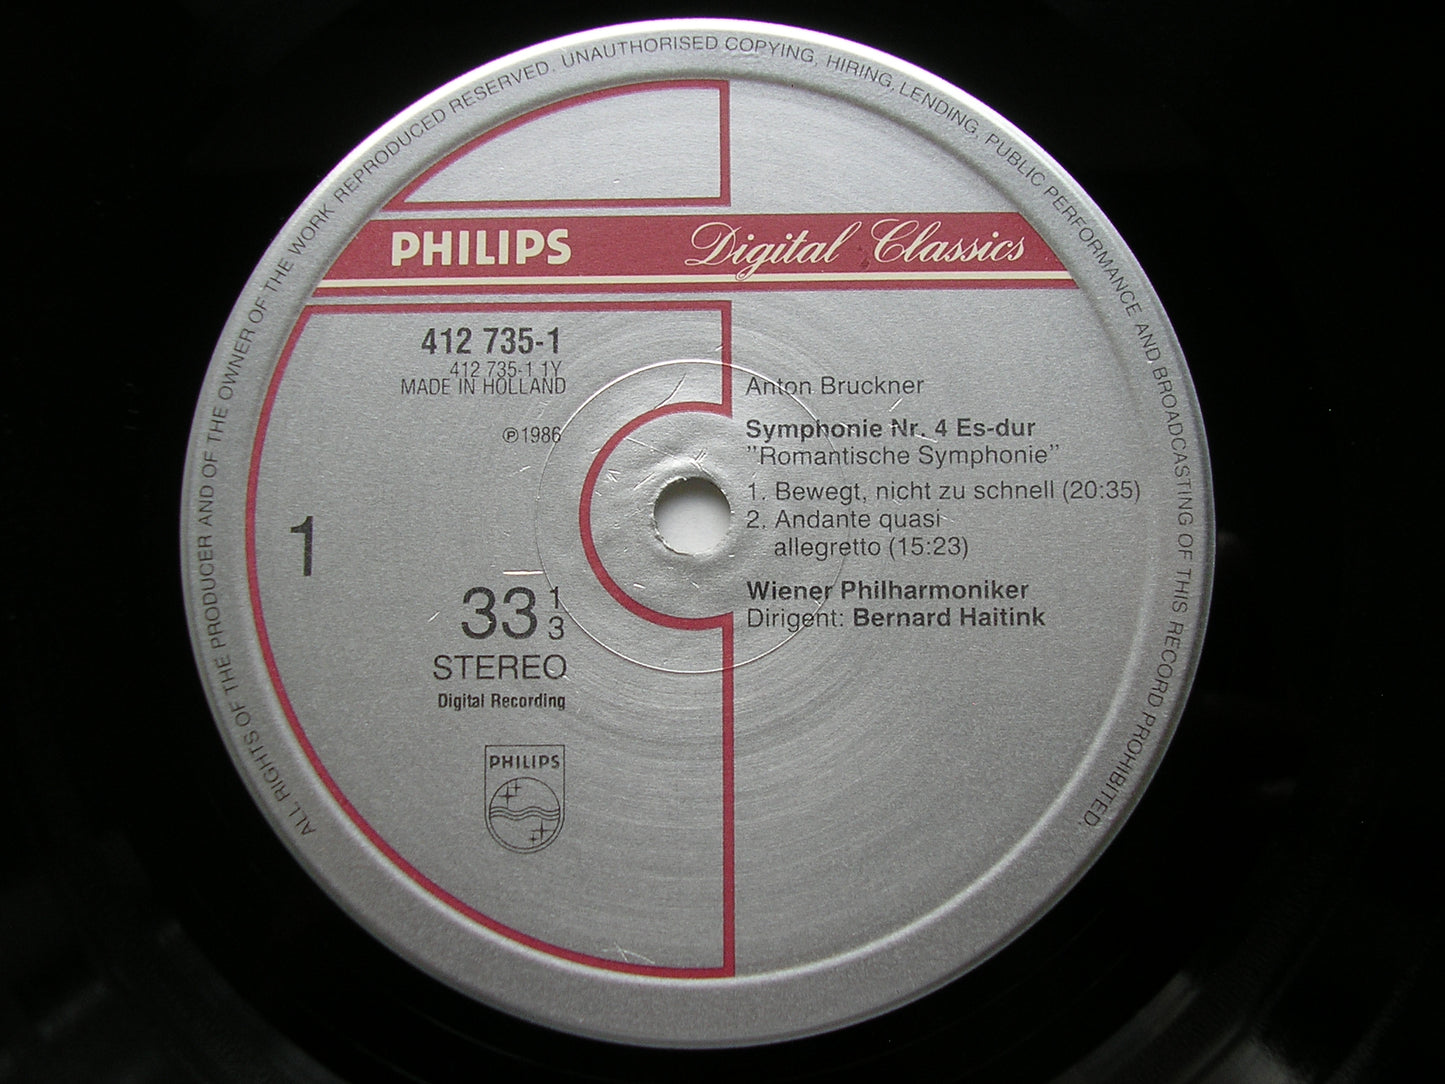 ALL RIGHTS OF THE PRODUCER AND OF THE OWNER OF THE WORK REPRODUCED RESERVED. UNAUTHORISED COPYING, HIRING, LENDING, PUBLIC PERFORMANCE AND BROADCASTING OF THIS RECORD PROHIBITED.
PHILIPS Digital Classics
412 735-1
412 735-1 1Y
MADE IN HOLLAND
℗1986
1
33 1/3
STEREO
Digital Recording
PHILIPS
Anton Bruckner
Symphonie Nr. 4 Es-dur
"Romantische Symphonie"
1. Bewegt, nicht zu schnell (20:35)
2. Andante quasi
allegretto (15:23)
Wiener Philharmoniker
Dirigent: Bernard Haitink